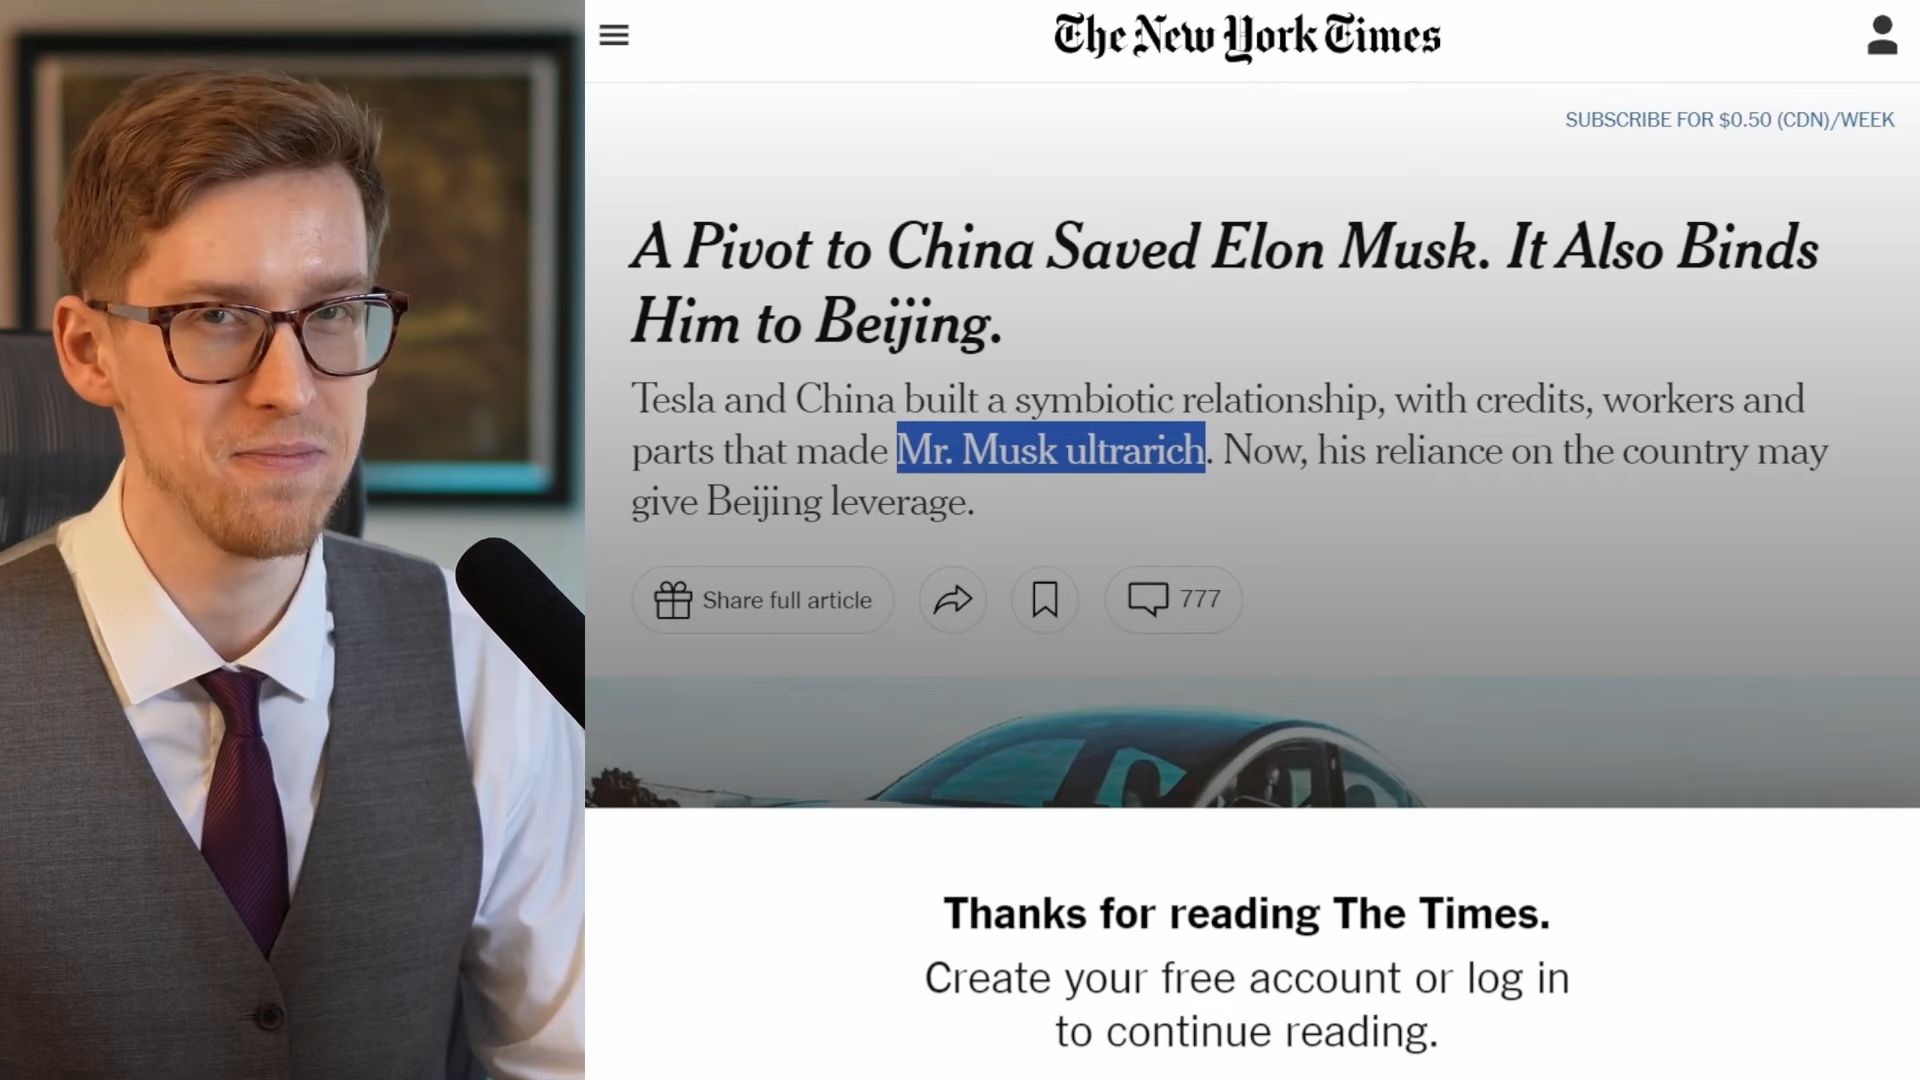 The New York Times
SUBSCRIBE FOR $0.50 (CDN)/WEEK
A Pivot to China Saved Elon Musk. It Also Binds
Him to Beijing.
Tesla and China built a symbiotic relationship, with credits, workers and
parts that made Mr. Musk ultrarich. Now, his reliance on the country may
give Beijing leverage.
Share full article
777
Thanks for reading The Times.
Create your free account or log in
to continue reading.